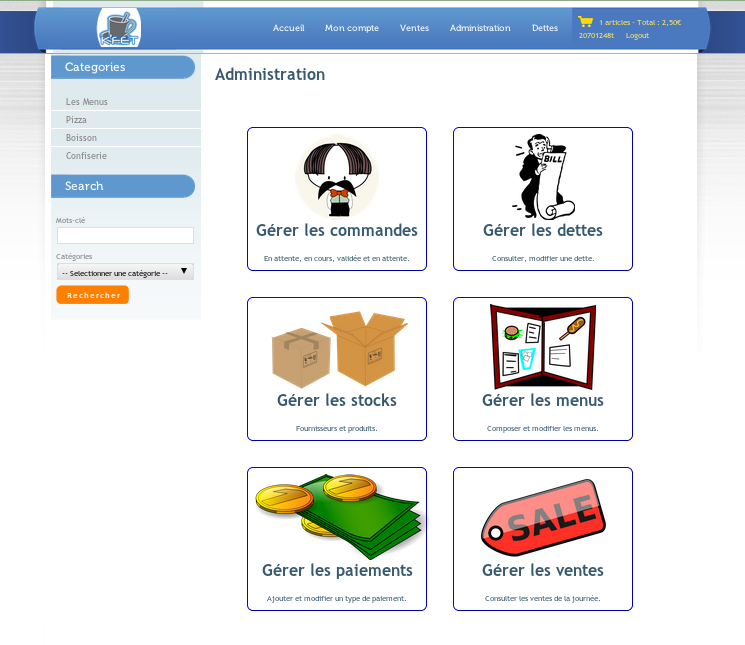 KFET
Accueil Mon compte Ventes Administration Dettes
1 articles - Total : 2,50€
20701248t Logout
Categories
Les Menus
Pizza
Boisson
Confiserie
Search
Mots-clé
Catégories
-- Selectionner une catégorie --
Rechercher
Administration
Gérer les commandes
En attente, en cours, validée et en attente.
BILL
Gérer les dettes
Consulter, modifier une dette.
Gérer les stocks
Fournisseurs et produits.
Gérer les menus
Composer et modifier les menus.
Gérer les paiements
Ajouter et modifier un type de paiement.
SALE
Gérer les ventes
Consulter les ventes de la journée.